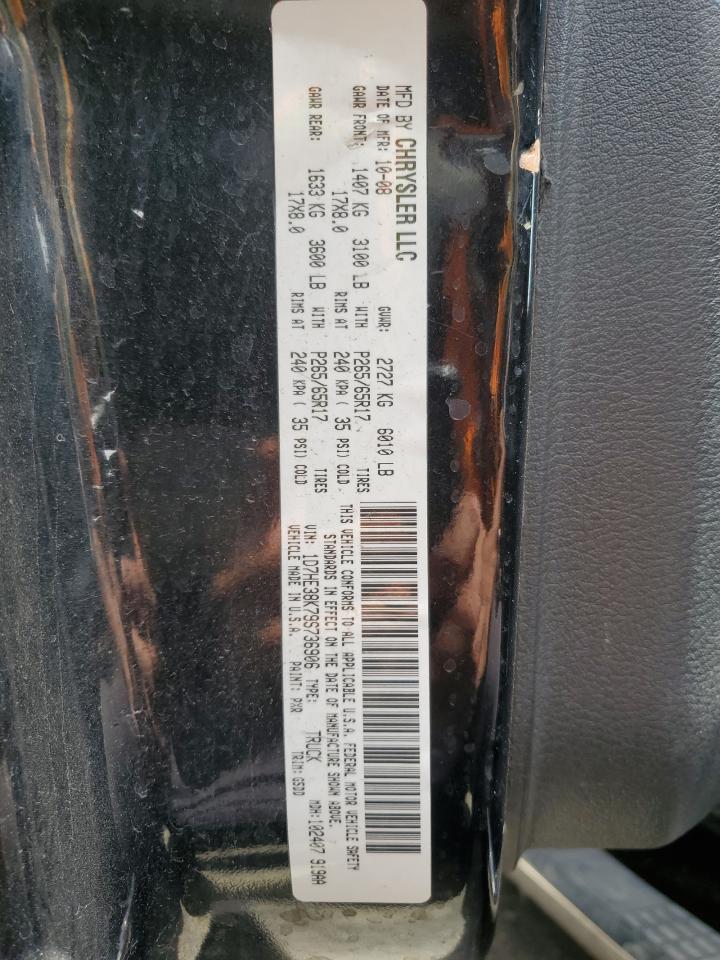 MFD BY CHRYSLER LLC
DATE OF MFR: 10-08 GVWR: 2727 KG 6010 LB
GAWR FRONT: 1407 KG 3100 LB WITH P265/65R17 TIRES
17X8.0 RIMS AT 240 KPA ( 35 PSI) COLD
GAWR REAR: 1633 KG 3600 LB WITH P265/65R17 TIRES
17X8.0 RIMS AT 240 KPA ( 35 PSI) COLD
THIS VEHICLE CONFORMS TO ALL APPLICABLE U.S.A. FEDERAL MOTOR VEHICLE SAFETY
STANDARDS IN EFFECT ON THE DATE OF MANUFACTURE SHOWN ABOVE.
VIN: 1D7HE38K79S736906 TYPE: TRUCK MDH:102407 919AA
VEHICLE MADE IN U.S.A. PAINT: PXR TRIM: G5DD